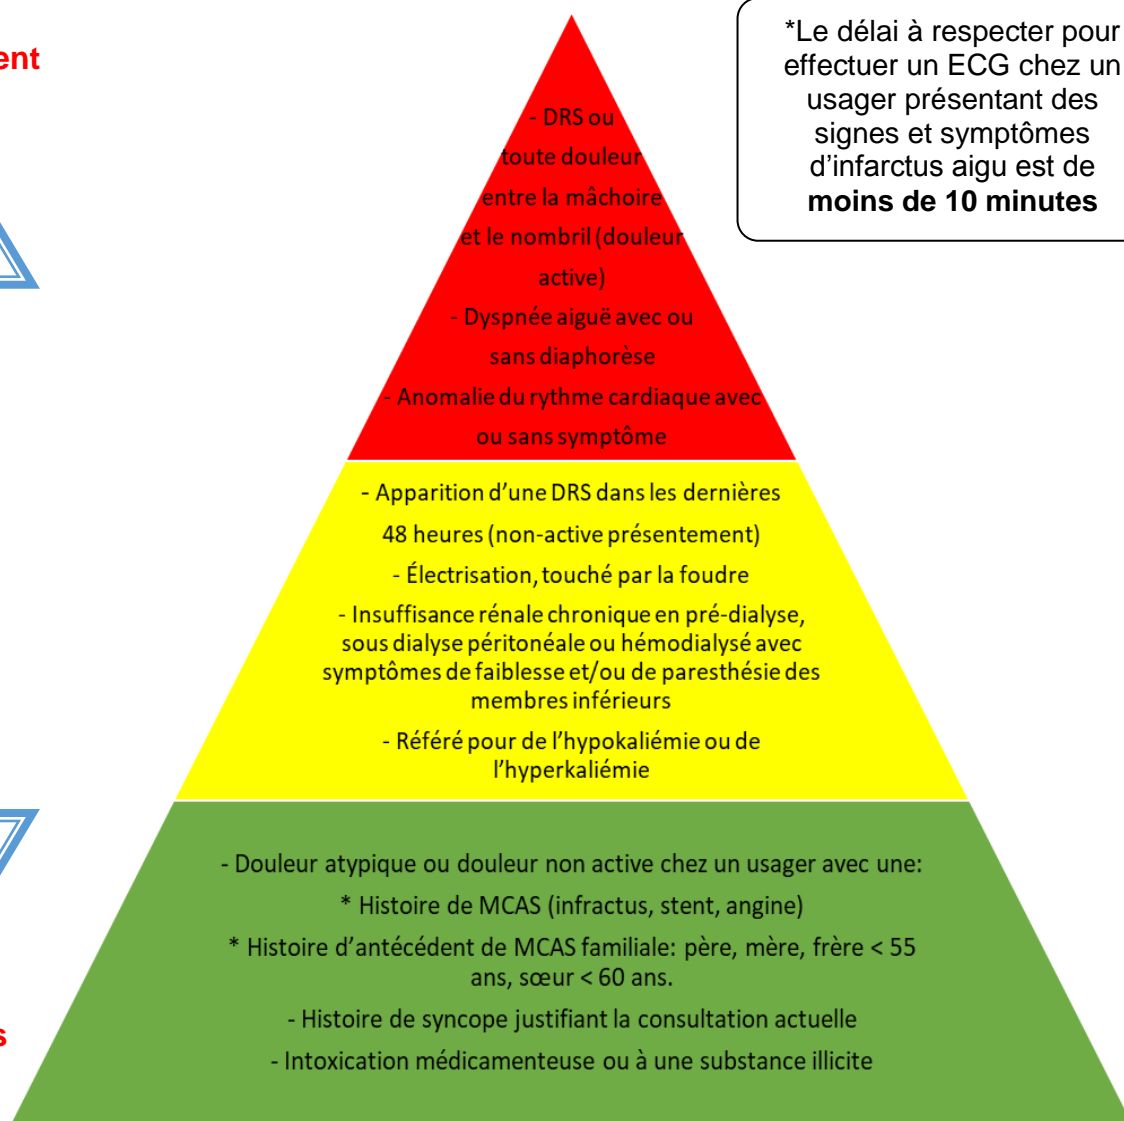 ent
*Le délai à respecter pour
effectuer un ECG chez un
usager présentant des
signes et symptômes
d'infarctus aigu est de
moins de 10 minutes
- DRS ou
toute douleur
entre la mâchoire
et le nombril (douleur
active)
- Dyspnée aiguë avec ou
sans diaphorèse
- Anomalie du rythme cardiaque avec
ou sans symptôme
- Apparition d'une DRS dans les dernières
48 heures (non-active présentement)
- Électrisation, touché par la foudre
- Insuffisance rénale chronique en pré-dialyse,
sous dialyse péritonéale ou hémodialysé avec
symptômes de faiblesse et/ou de paresthésie des
membres inférieurs
- Référé pour de l'hypokaliémie ou de
l'hyperkaliémie
- Douleur atypique ou douleur non active chez un usager avec une:
* Histoire de MCAS (infractus, stent, angine)
* Histoire d'antécédent de MCAS familiale: père, mère, frère < 55
ans, sœur < 60 ans.
- Histoire de syncope justifiant la consultation actuelle
s
- Intoxication médicamenteuse ou à une substance illicite